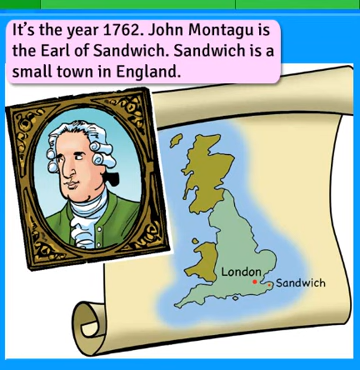 It's the year 1762. John Montagu is
the Earl of Sandwich. Sandwich is a
small town in England.
London
Sandwich